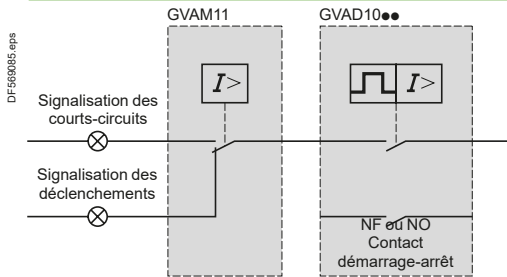 GVAM11
GVAD10●●
DF569085.eps
I>
I>
Signalisation des
courts-circuits
Signalisation des
déclenchements
NF ou NO
Contact
démarrage-arrêt